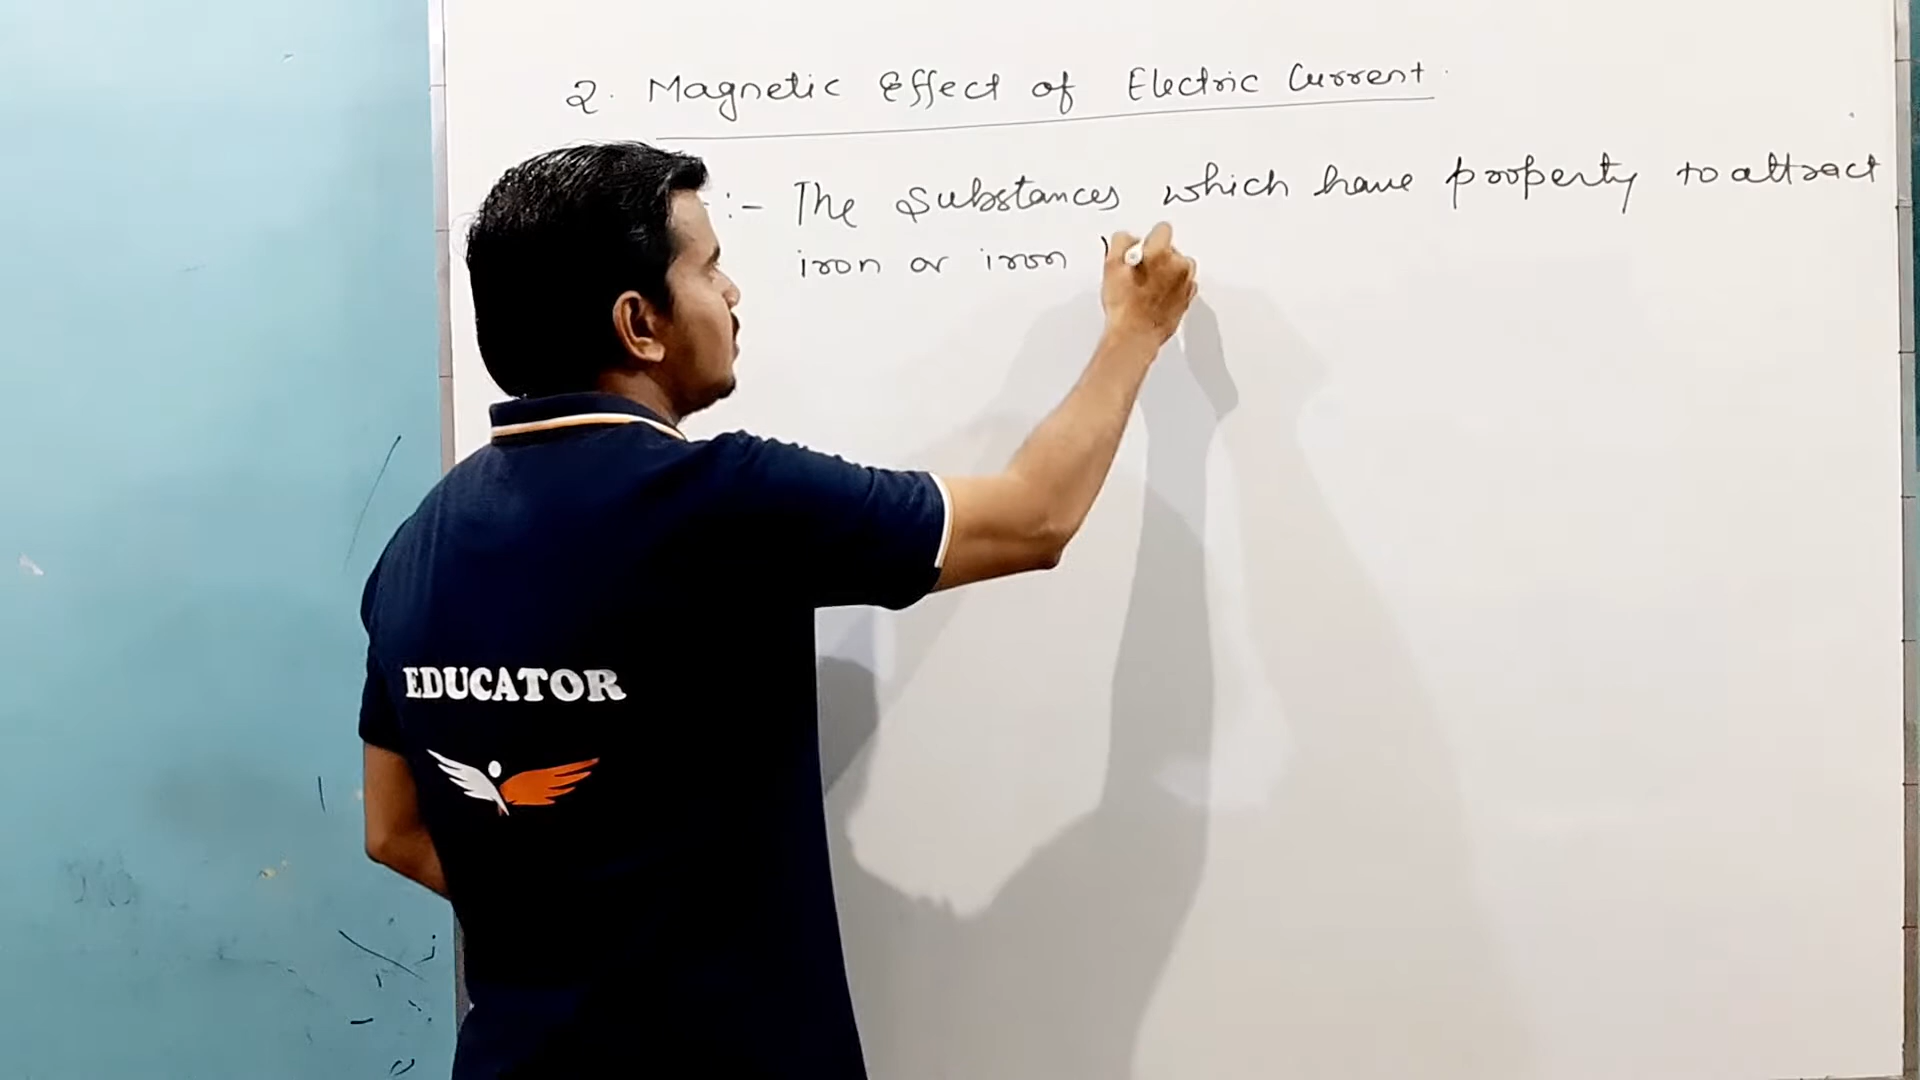 2. Magnetic Effect of Electric Current
:- The substances which have property to attract
iron or iron
EDUCATOR